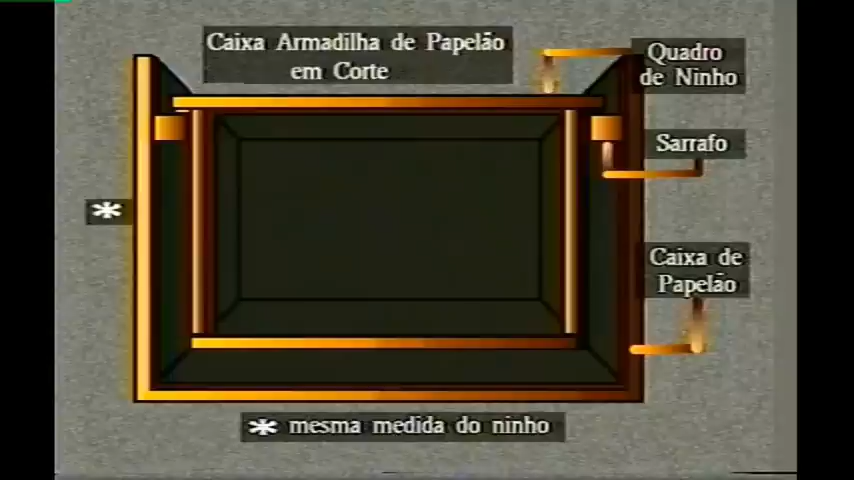 Caixa Armadilha de Papelão
em Corte
Quadro
de Ninho
Sarrafo
*
Caixa de
Papelão
* mesma medida do ninho